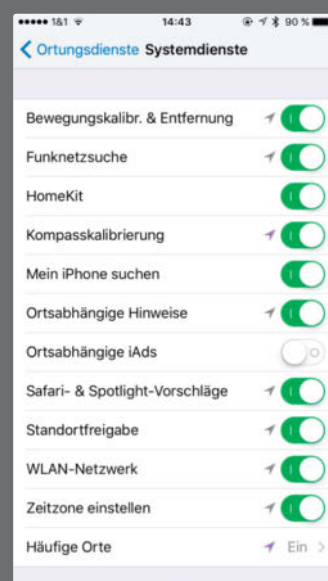 1&1 14:43 90 %
Ortungsdienste Systemdienste
Bewegungskalibr. & Entfernung
Funknetzsuche
HomeKit
Kompasskalibrierung
Mein iPhone suchen
Ortsabhängige Hinweise
Ortsabhängige iAds
Safari- & Spotlight-Vorschläge
Standortfreigabe
WLAN-Netzwerk
Zeitzone einstellen
Häufige Orte Ein